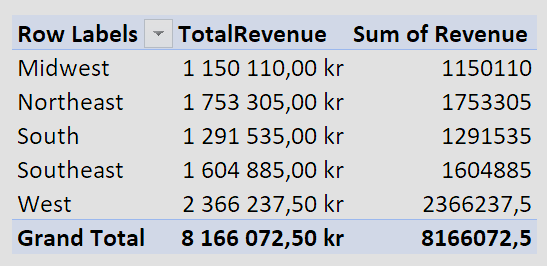 Row Labels TotalRevenue Sum of Revenue
Midwest 1 150 110,00 kr 1150110
Northeast 1 753 305,00 kr 1753305
South 1 291 535,00 kr 1291535
Southeast 1 604 885,00 kr 1604885
West 2 366 237,50 kr 2366237,5
Grand Total 8 166 072,50 kr 8166072,5